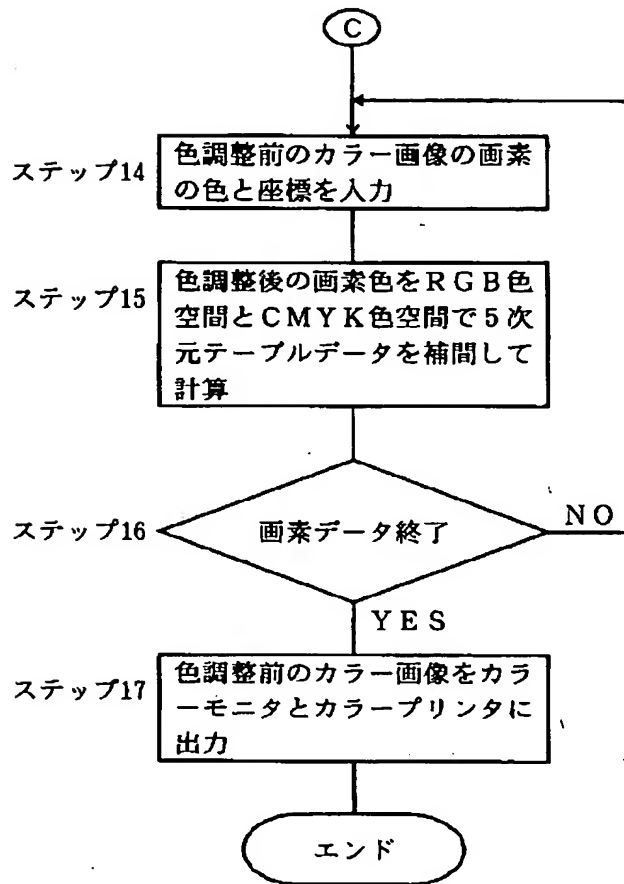 C
ステップ14
色調整前のカラー画像の画素
の色と座標を入力
ステップ15
色調整後の画素色をRGB色
空間とCMYK色空間で5次
元テーブルデータを補間して
計算
ステップ16
画素データ終了
NO
YES
ステップ17
色調整前のカラー画像をカラ
ーモニタとカラープリンタに
出力
エンド